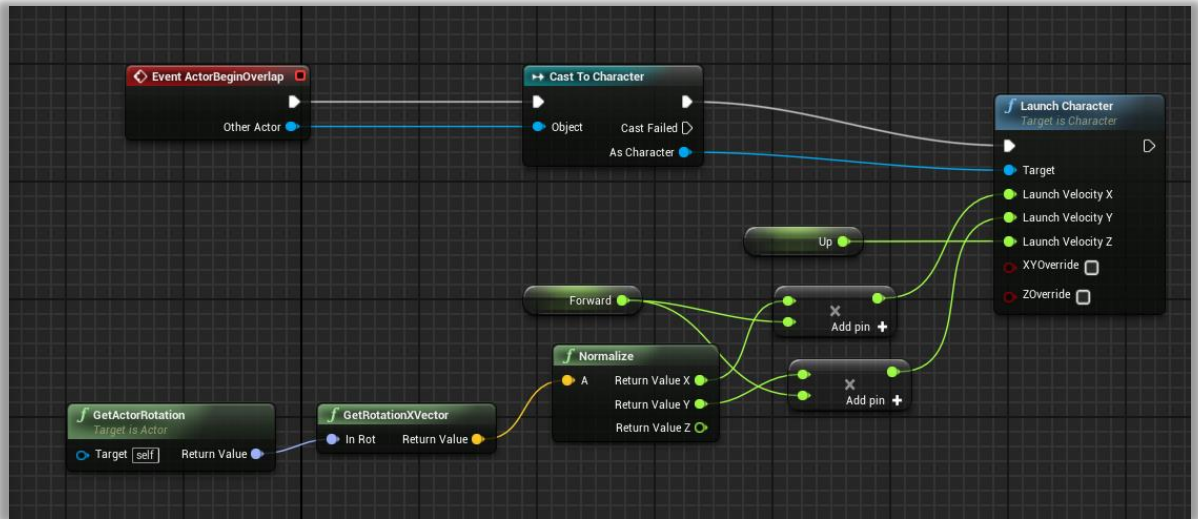 Event ActorBeginOverlap
Other Actor
Cast To Character
Object
Cast Failed
As Character
f Launch Character
Target is Character
Target
Launch Velocity X
Launch Velocity Y
Launch Velocity Z
XYOverride
ZOverride
Up
Forward
×
Add pin +
×
Add pin +
f Normalize
A Return Value X
Return Value Y
Return Value Z
f GetActorRotation
Target is Actor
Target self Return Value
f GetRotationXVector
In Rot Return Value